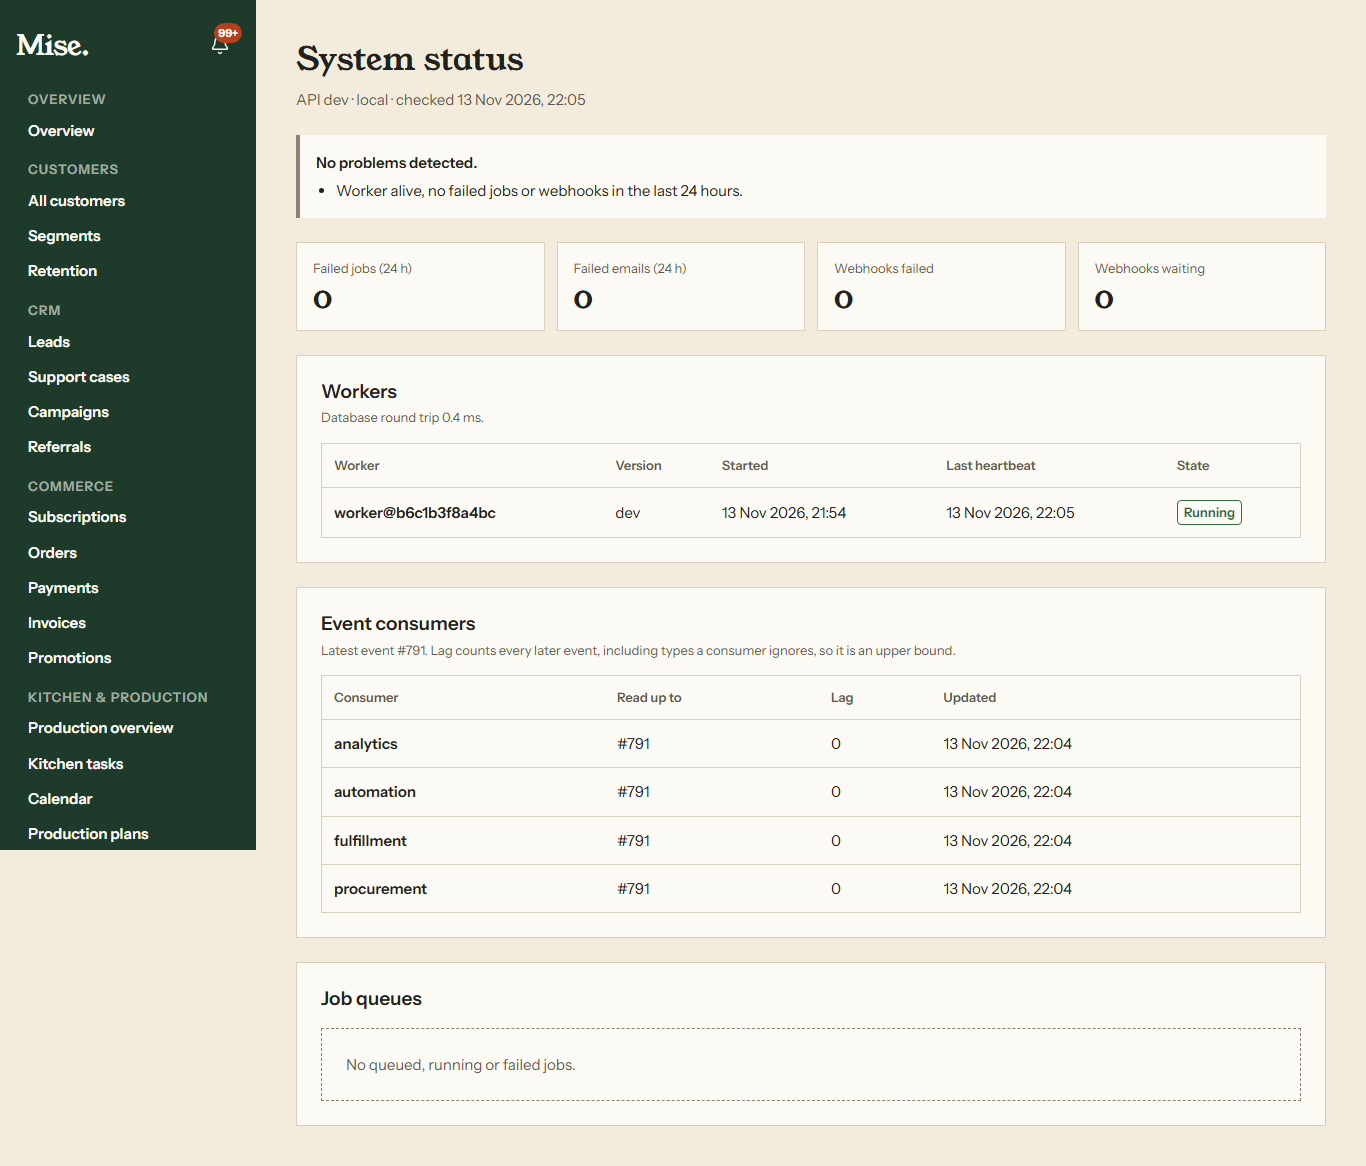 Mise.
99+
OVERVIEW
Overview
CUSTOMERS
All customers
Segments
Retention
CRM
Leads
Support cases
Campaigns
Referrals
COMMERCE
Subscriptions
Orders
Payments
Invoices
Promotions
KITCHEN & PRODUCTION
Production overview
Kitchen tasks
Calendar
Production plans
System status
API dev · local · checked 13 Nov 2026, 22:05
No problems detected.
• Worker alive, no failed jobs or webhooks in the last 24 hours.
Failed jobs (24 h)
0
Failed emails (24 h)
0
Webhooks failed
0
Webhooks waiting
0
Workers
Database round trip 0.4 ms.
Worker Version Started Last heartbeat State
worker@b6c1b3f8a4bc dev 13 Nov 2026, 21:54 13 Nov 2026, 22:05 Running
Event consumers
Latest event #791. Lag counts every later event, including types a consumer ignores, so it is an upper bound.
Consumer Read up to Lag Updated
analytics #791 0 13 Nov 2026, 22:04
automation #791 0 13 Nov 2026, 22:04
fulfillment #791 0 13 Nov 2026, 22:04
procurement #791 0 13 Nov 2026, 22:04
Job queues
No queued, running or failed jobs.